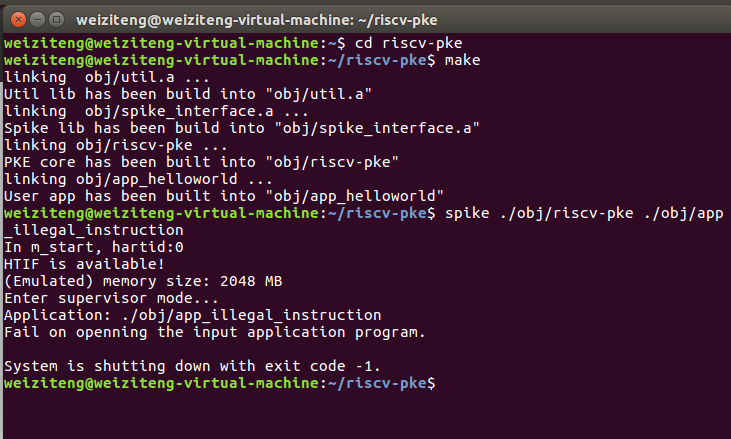 weiziteng@weiziteng-virtual-machine: ~/riscv-pke
weiziteng@weiziteng-virtual-machine:~$ cd riscv-pke
weiziteng@weiziteng-virtual-machine:~/riscv-pke$ make
linking  obj/util.a ...
Util lib has been build into "obj/util.a"
linking  obj/spike_interface.a ...
Spike lib has been build into "obj/spike_interface.a"
linking obj/riscv-pke ...
PKE core has been built into "obj/riscv-pke"
linking obj/app_helloworld ...
User app has been built into "obj/app_helloworld"
weiziteng@weiziteng-virtual-machine:~/riscv-pke$ spike ./obj/riscv-pke ./obj/app
_illegal_instruction
In m_start, hartid:0
HTIF is available!
(Emulated) memory size: 2048 MB
Enter supervisor mode...
Application: ./obj/app_illegal_instruction
Fail on openning the input application program.

System is shutting down with exit code -1.
weiziteng@weiziteng-virtual-machine:~/riscv-pke$